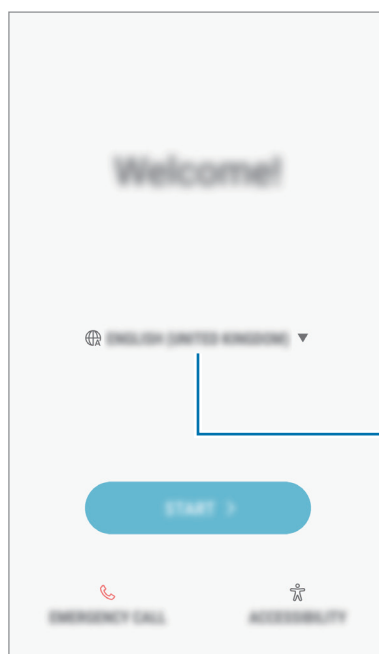 Welcome!
ENGLISH (UNITED KINGDOM)
START
EMERGENCY CALL
ACCESSIBILITY